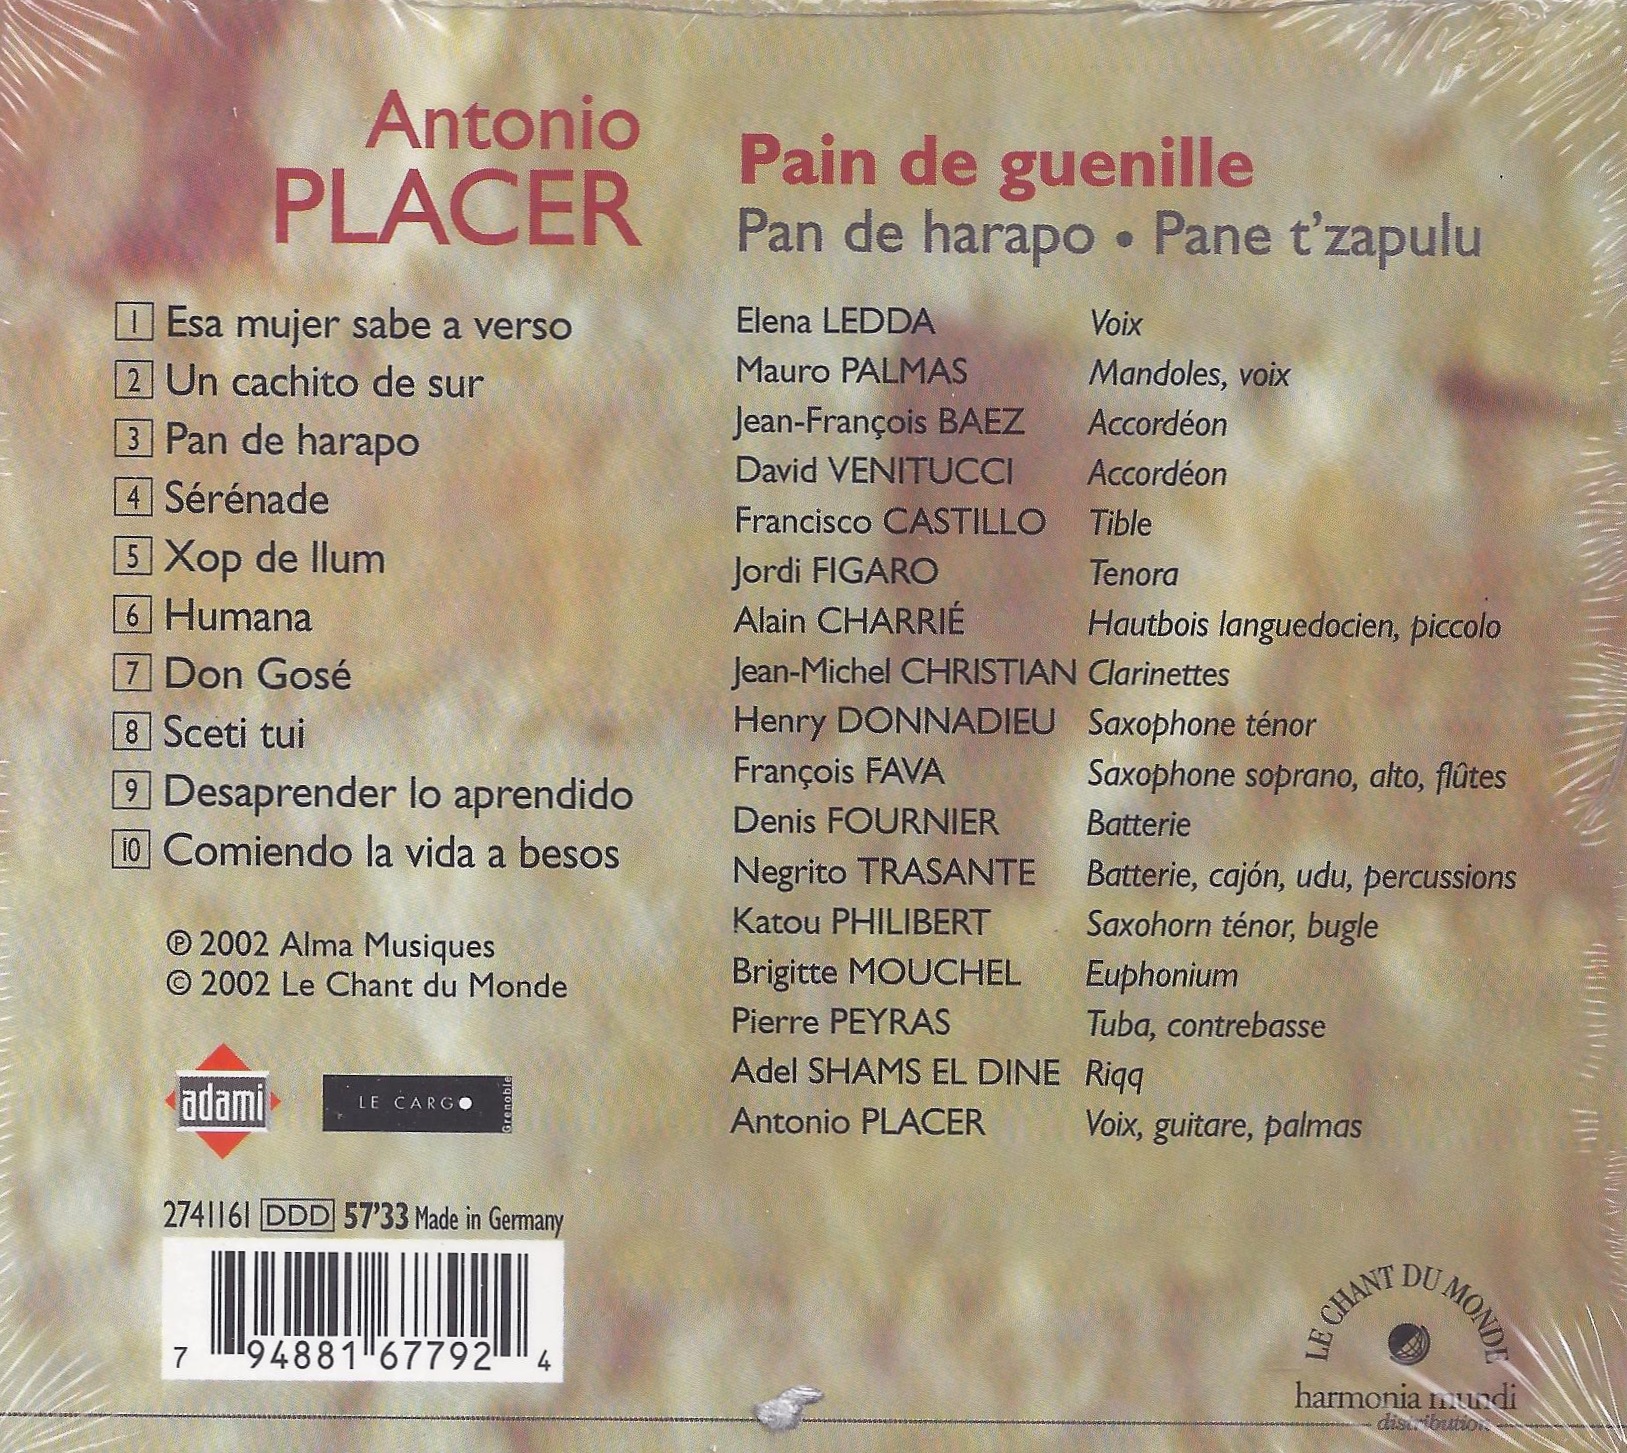 Antonio
PLACER
1 Esa mujer sabe a verso
2 Un cachito de sur
3 Pan de harapo
4 Sérénade
5 Xop de llum
6 Humana
7 Don Gosé
8 Sceti tui
9 Desaprender lo aprendido
10 Comiendo la vida a besos
℗ 2002 Alma Musiques
© 2002 Le Chant du Monde
adami
LE CARGO
Grenoble
2741161 DDD 57'33 Made in Germany
7 94881 67792 4
Pain de guenille
Pan de harapo • Pane t'zapulu
Elena LEDDA Voix
Mauro PALMAS Mandoles, voix
Jean-François BAEZ Accordéon
David VENITUCCI Accordéon
Francisco CASTILLO Tible
Jordi FIGARO Tenora
Alain CHARRIÉ Hautbois languedocien, piccolo
Jean-Michel CHRISTIAN Clarinettes
Henry DONNADIEU Saxophone ténor
François FAVA Saxophone soprano, alto, flûtes
Denis FOURNIER Batterie
Negrito TRASANTE Batterie, cajón, udu, percussions
Katou PHILIBERT Saxohorn ténor, bugle
Brigitte MOUCHEL Euphonium
Pierre PEYRAS Tuba, contrebasse
Adel SHAMS EL DINE Riqq
Antonio PLACER Voix, guitare, palmas
LE CHANT DU MONDE
harmonia mundi
distribution